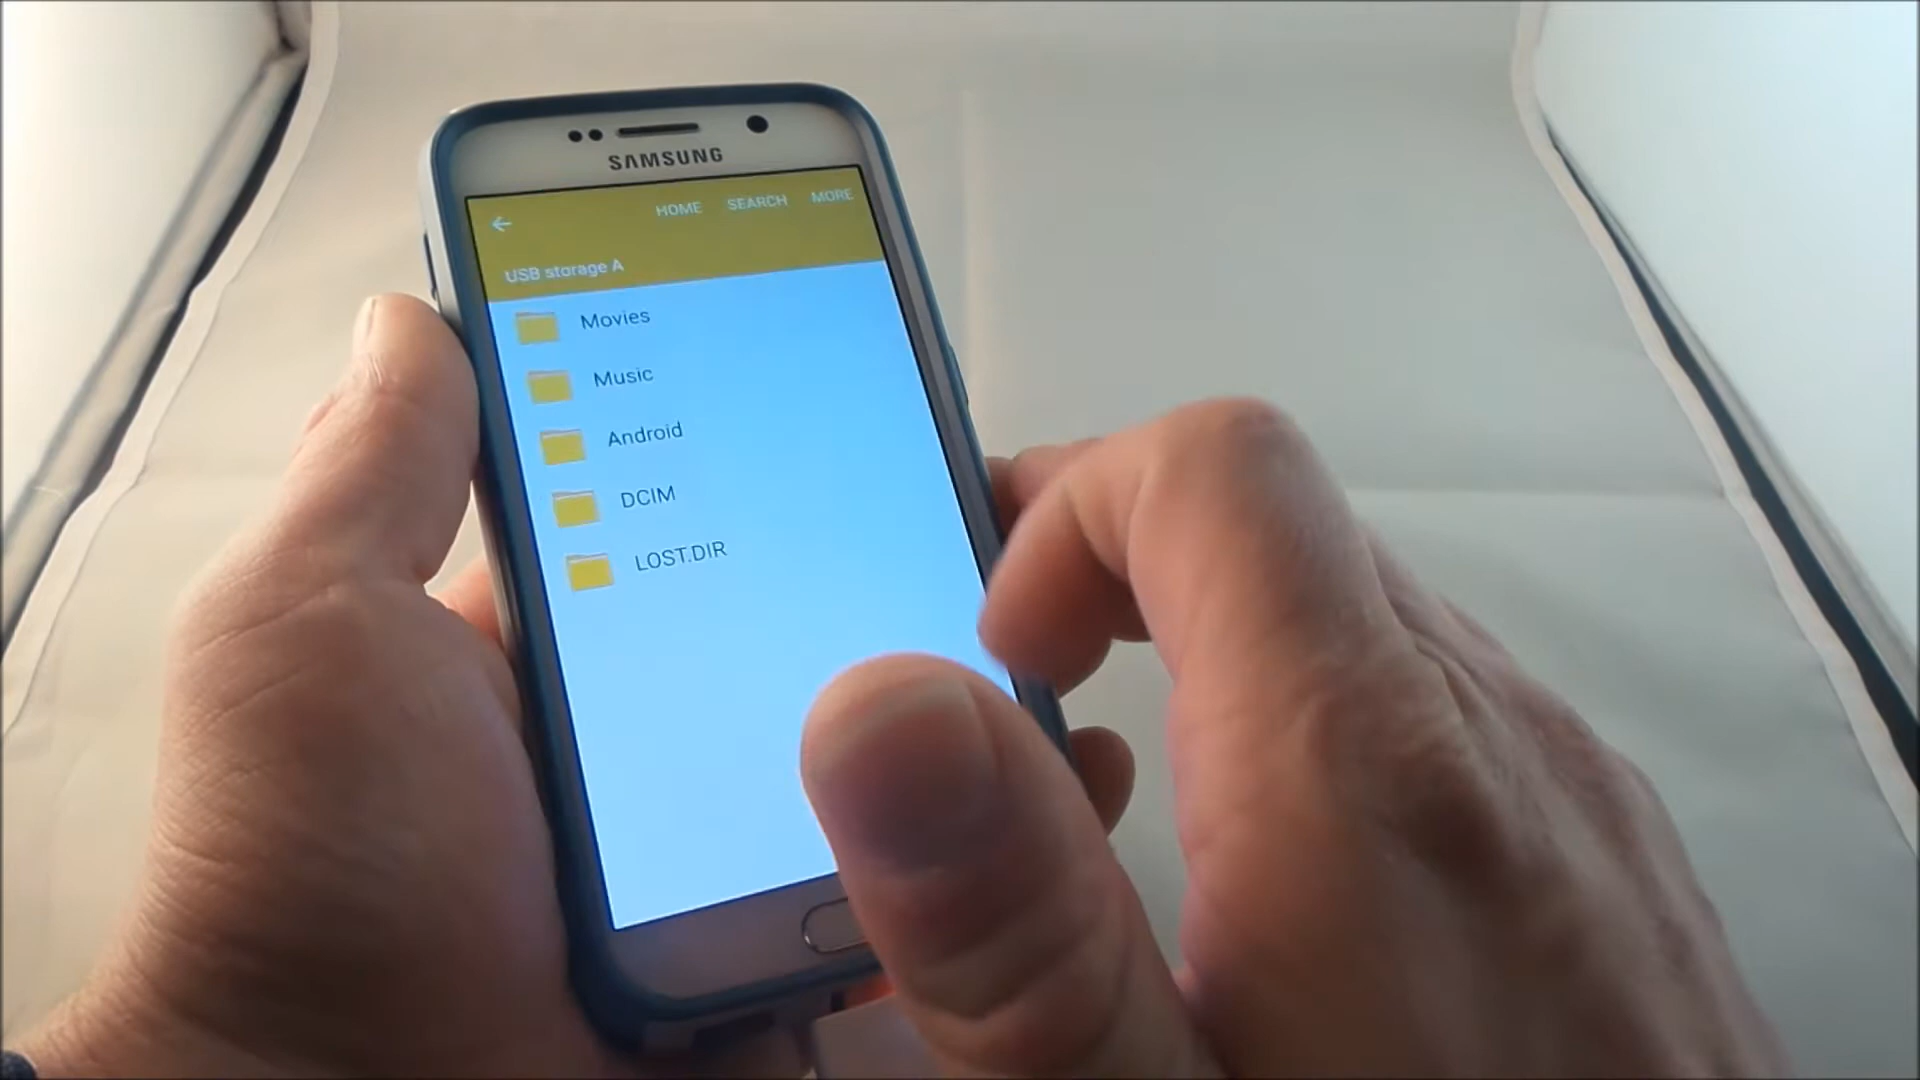 SAMSUNG
HOME SEARCH MORE
USB storage A
Movies
Music
Android
DCIM
LOST.DIR